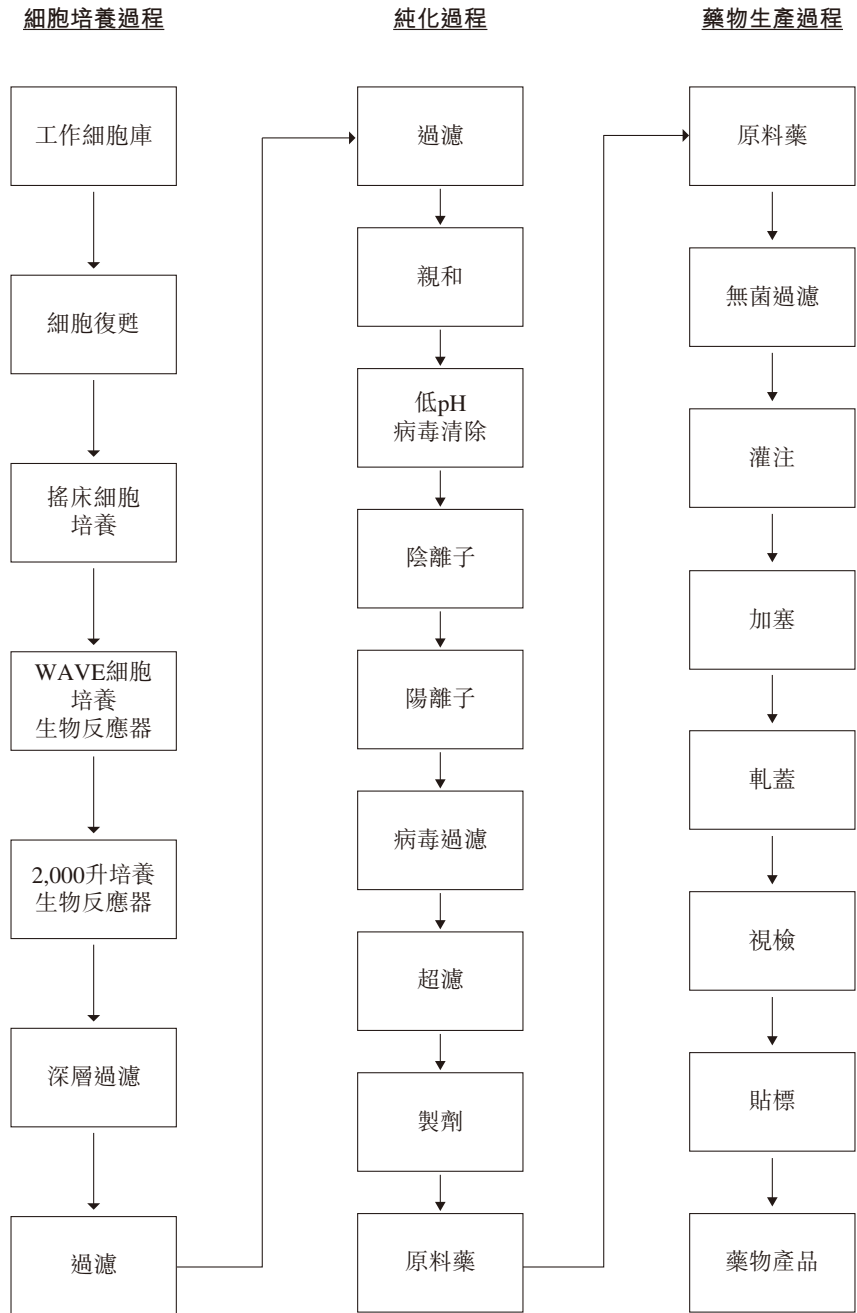 細胞培養過程
工作細胞庫
細胞復甦
搖床細胞
培養
WAVE細胞
培養
生物反應器
2,000升培養
生物反應器
深層過濾
過濾
純化過程
過濾
親和
低pH
病毒清除
陰離子
陽離子
病毒過濾
超濾
製劑
原料藥
藥物生產過程
原料藥
無菌過濾
灌注
加塞
軋蓋
視檢
貼標
藥物產品